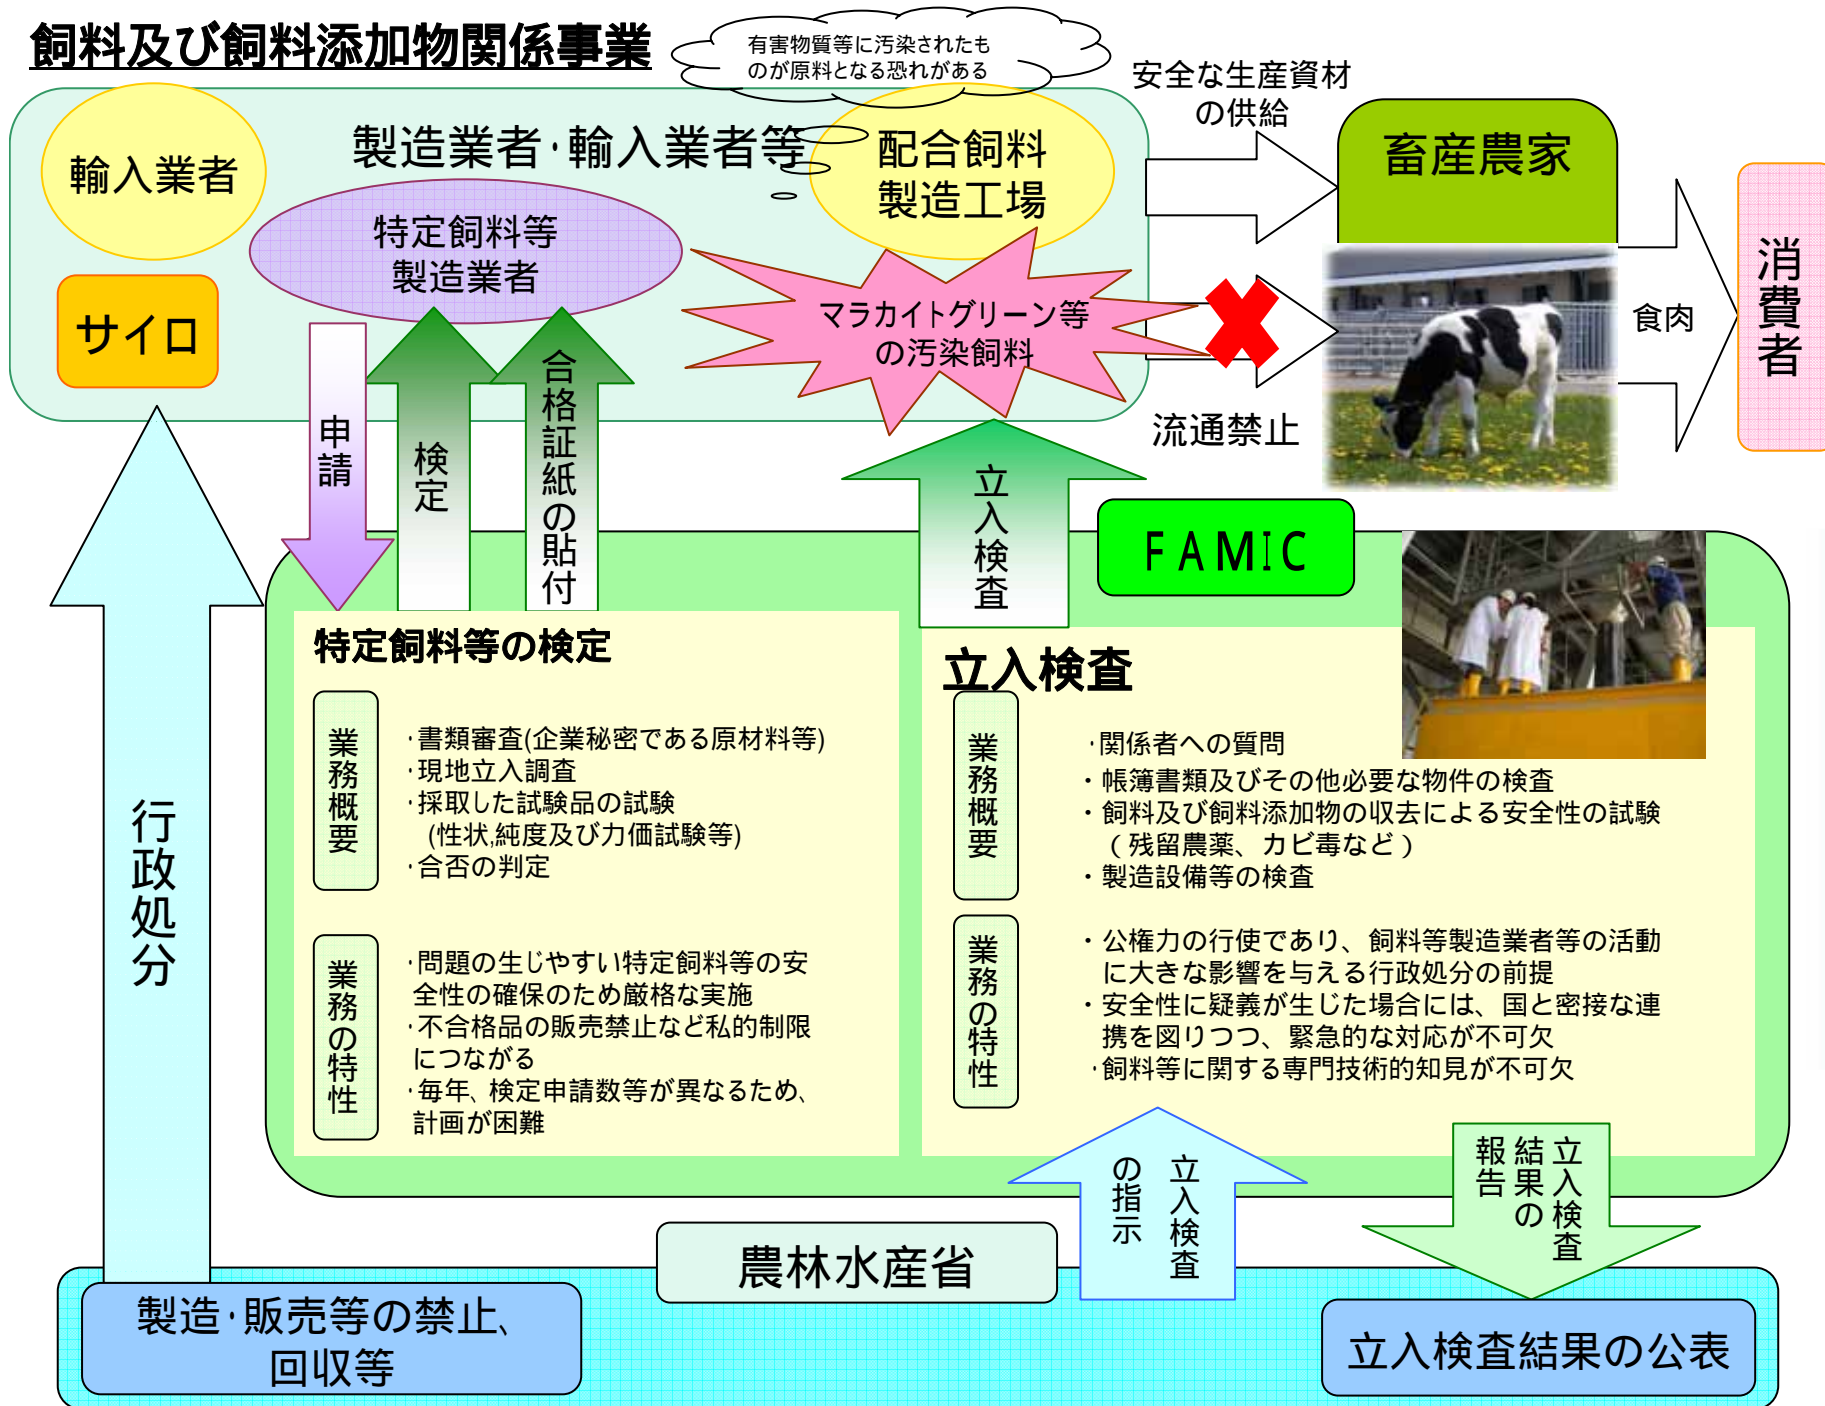 飼料及び飼料添加物関係事業
有害物質等に汚染されたも
のが原料となる恐れがある
安全な生産資材
の供給
輸入業者
製造業者・輸入業者等
配合飼料
製造工場
畜産農家
特定飼料等
製造業者
サイロ
マラカイトグリーン等
の汚染飼料
食肉
消費者
流通禁止
申請
検定
合格証紙の貼付
立入検査
FAMIC
行政処分
特定飼料等の検定
業務概要
・書類審査(企業秘密である原材料等)
・現地立入調査
・採取した試験品の試験
(性状,純度及び力価試験等)
・合否の判定
業務の特性
・問題の生じやすい特定飼料等の安
全性の確保のため厳格な実施
・不合格品の販売禁止など私的制限
につながる
・毎年、検定申請数等が異なるため、
計画が困難
立入検査
業務概要
・関係者への質問
・帳簿書類及びその他必要な物件の検査
・飼料及び飼料添加物の収去による安全性の試験
（残留農薬、カビ毒など）
・製造設備等の検査
業務の特性
・公権力の行使であり、飼料等製造業者等の活動
に大きな影響を与える行政処分の前提
・安全性に疑義が生じた場合には、国と密接な連
携を図りつつ、緊急的な対応が不可欠
・飼料等に関する専門技術的知見が不可欠
立入検査
の指示
立入検査
結果の
報告
農林水産省
製造・販売等の禁止、
回収等
立入検査結果の公表